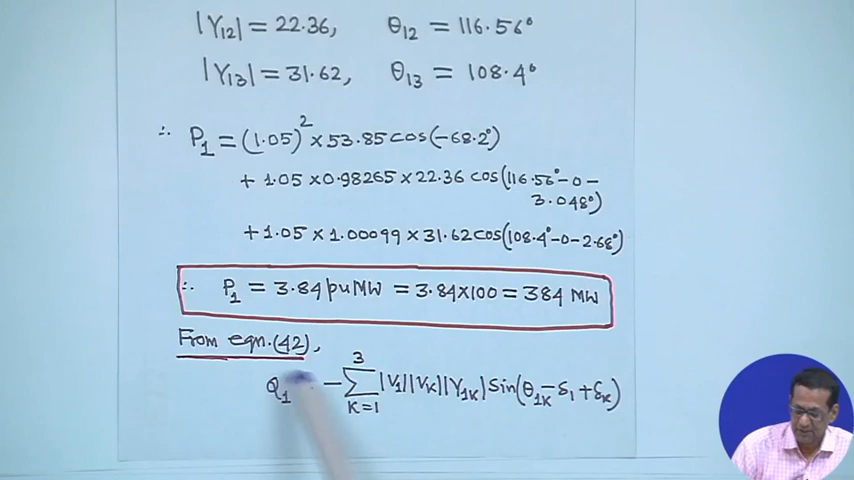 |Y12| = 22.36, θ12 = 116.56°
|Y13| = 31.62, θ13 = 108.4°
∴ P1 = (1.05)² × 53.85 cos(-68.2°)
+ 1.05 × 0.98265 × 22.36 cos(116.56° - 0 -
3.048°)
+ 1.05 × 1.00099 × 31.62 cos(108.4° - 0 - 2.68°)
∴ P1 = 3.84 pu MW = 3.84 × 100 = 384 MW
From eqn.(42),
Q1 = - ∑(K=1 to 3) |V1||VK||Y1K| Sin(θ1K - δ1 + δK)